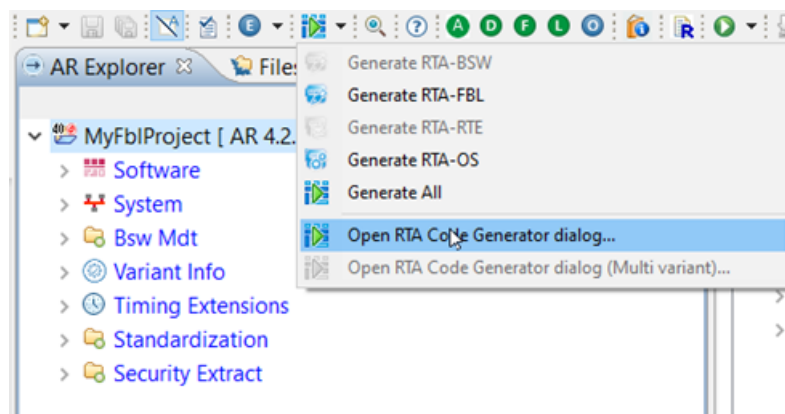 E
?
A
D
F
L
O
R
AR Explorer
File
Generate RTA-BSW
Generate RTA-FBL
Generate RTA-RTE
Generate RTA-OS
Generate All
Open RTA Code Generator dialog...
Open RTA Code Generator dialog (Multi variant)...
MyFblProject [ AR 4.2.
Software
System
Bsw Mdt
Variant Info
Timing Extensions
Standardization
Security Extract